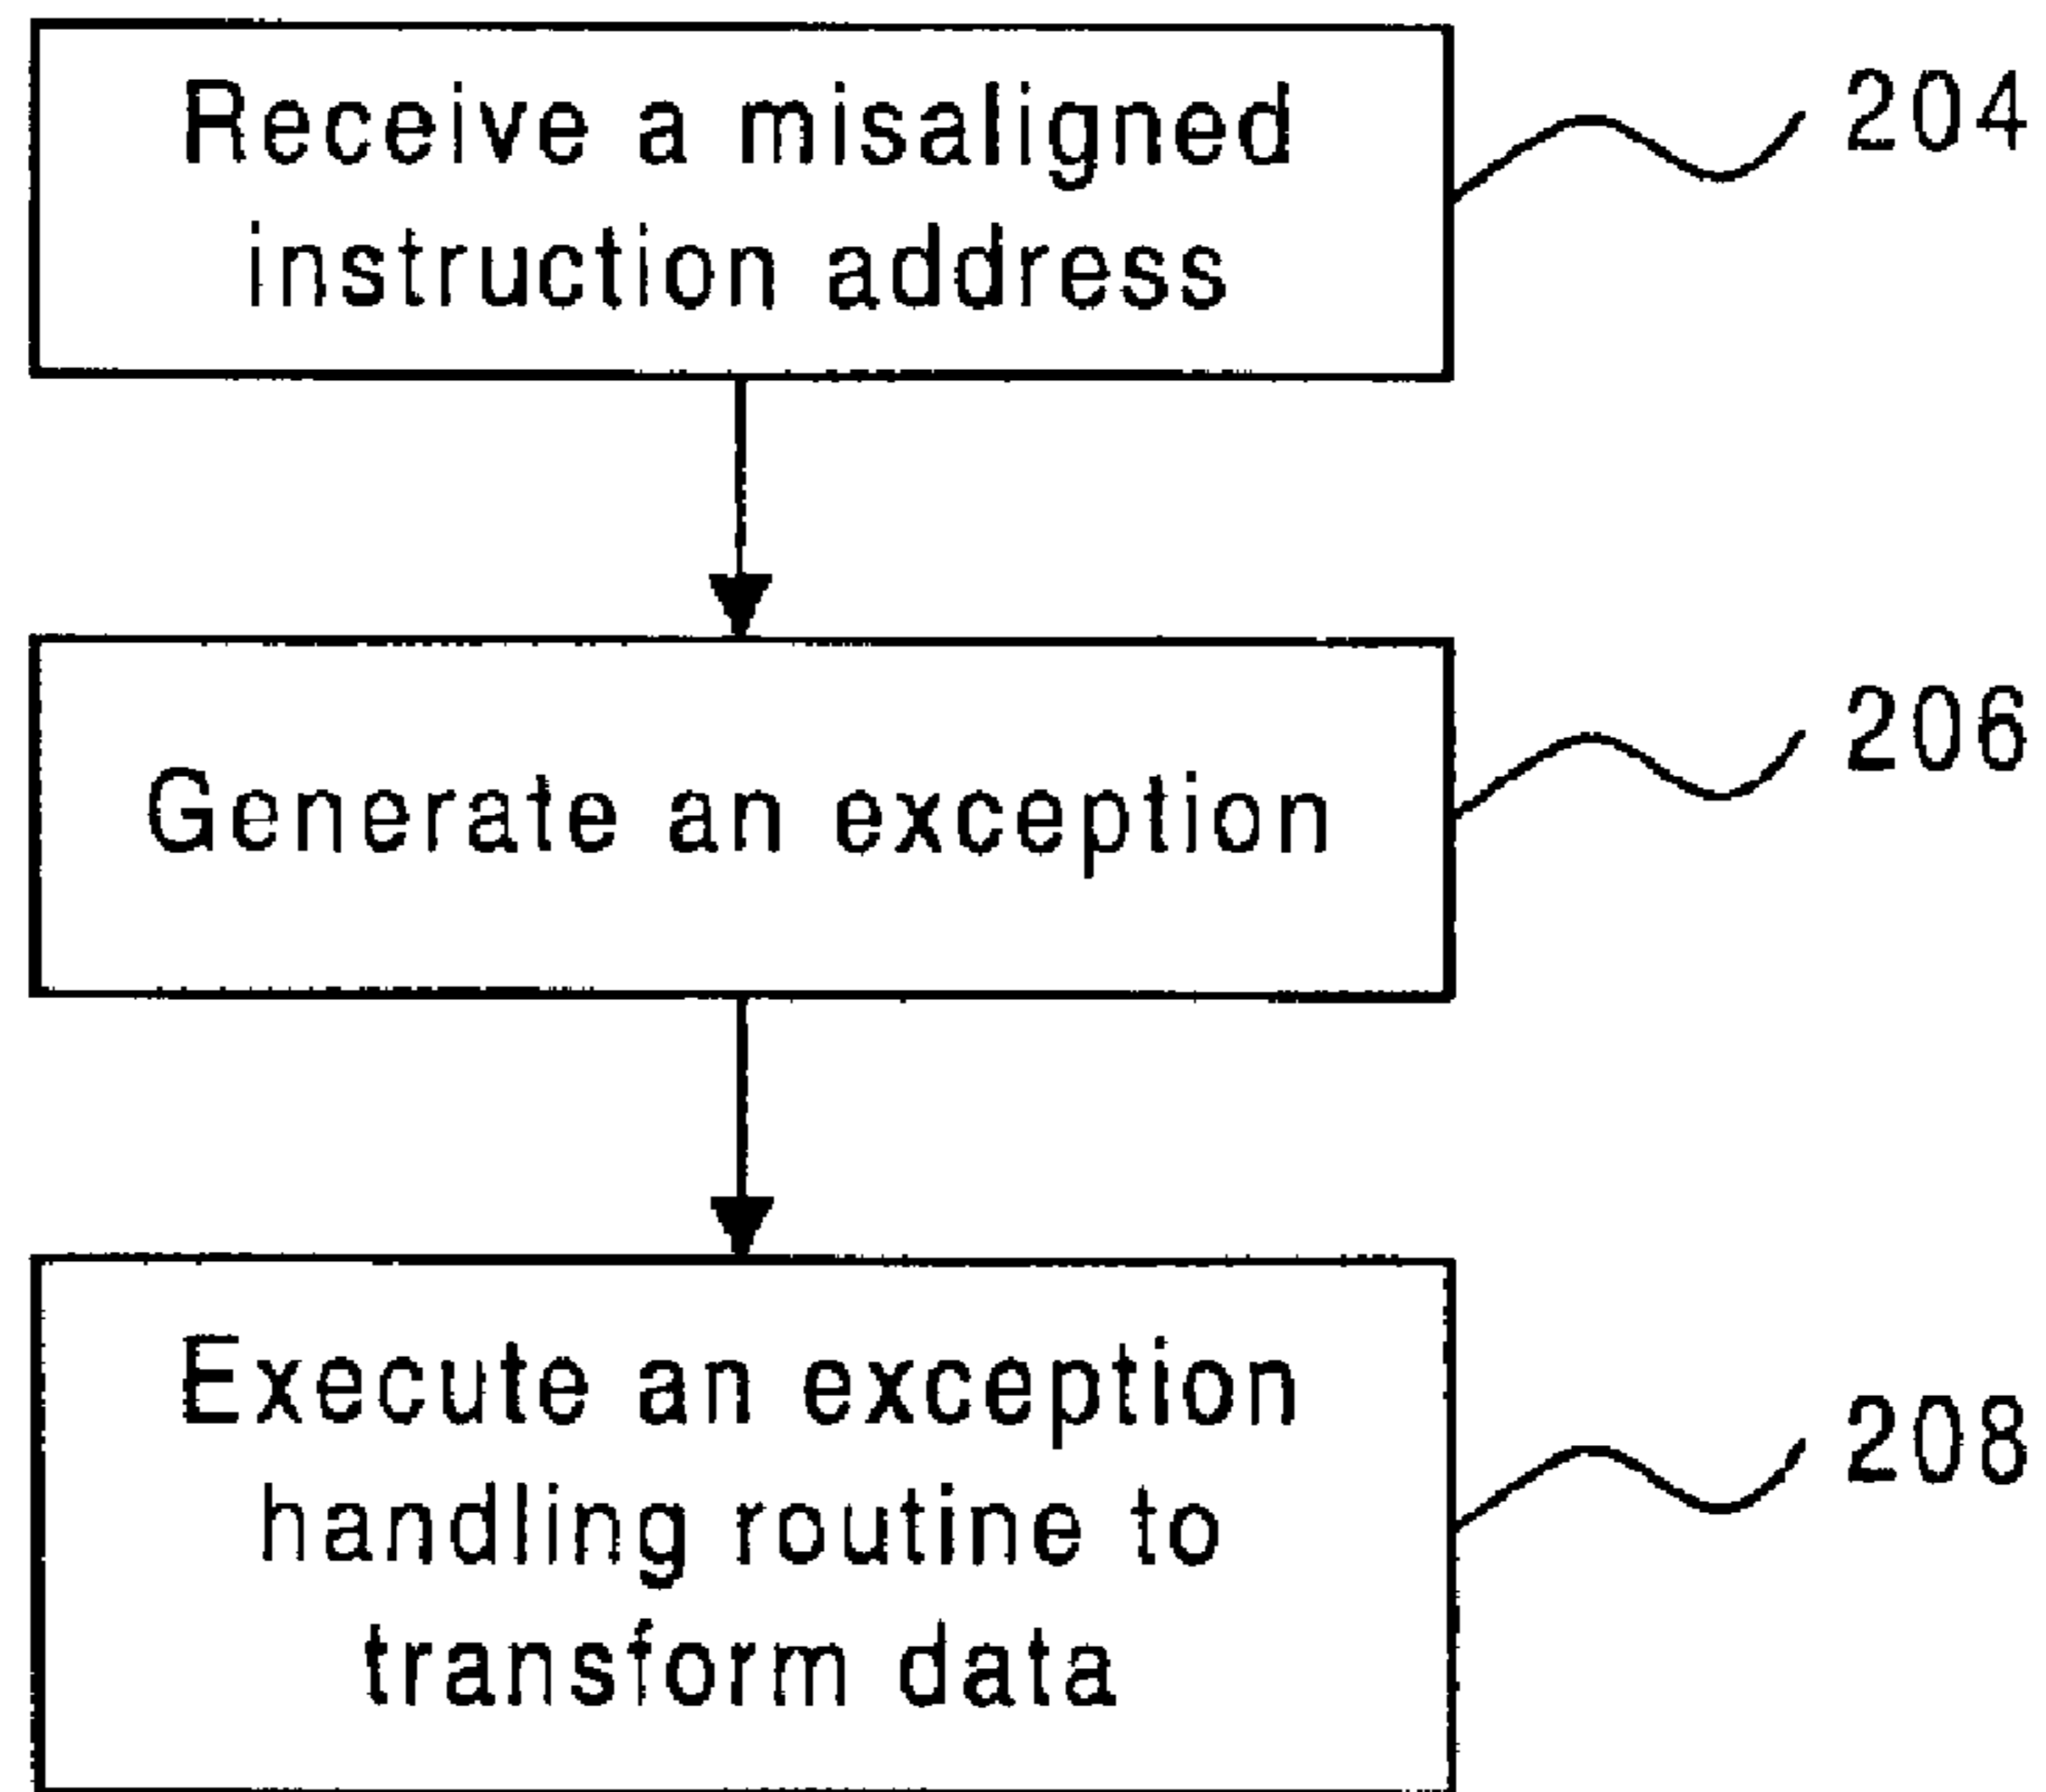 Receive a misaligned
instruction address
204
Generate an exception
206
Execute an exception
handling routine to
transform data
208